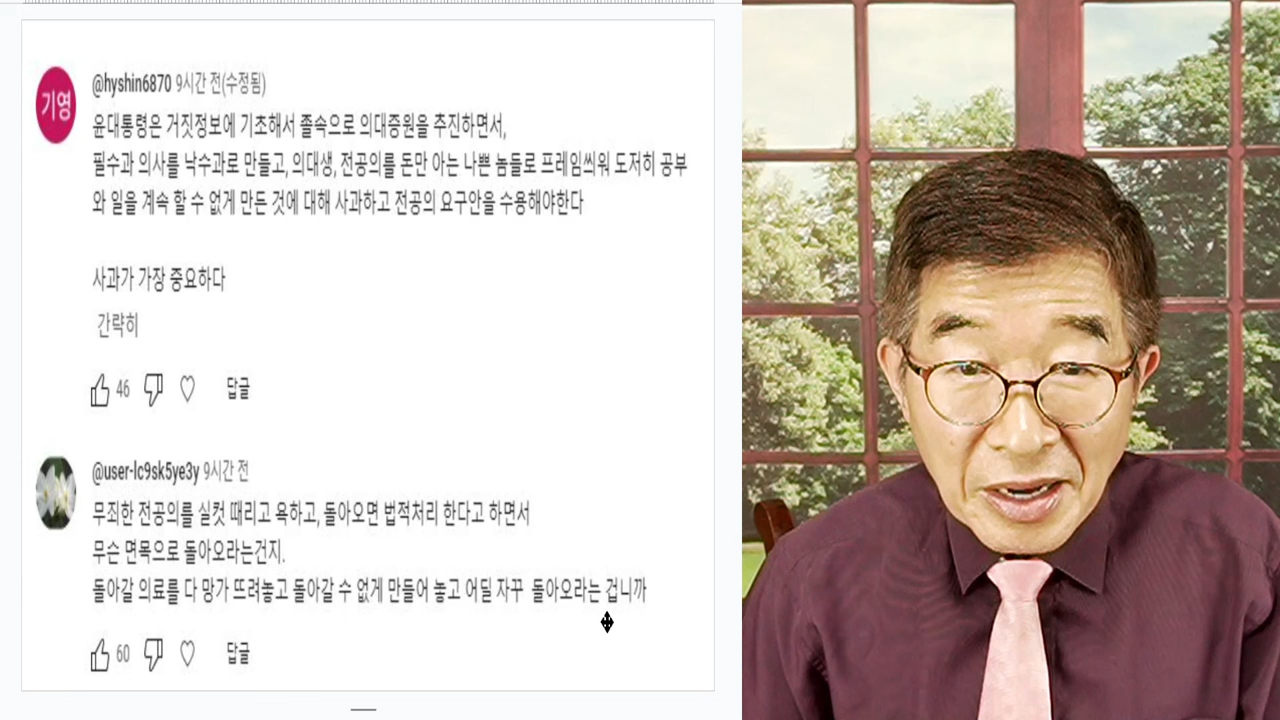 기영
@hyshin6870 9시간 전(수정됨)
윤대통령은 거짓정보에 기초해서 졸속으로 의대증원을 추진하면서,
필수과 의사를 낙수과로 만들고, 의대생, 전공의를 돈만 아는 나쁜 놈들로 프레임씌워 도저히 공부
와 일을 계속 할 수 없게 만든 것에 대해 사과하고 전공의 요구안을 수용해야한다
사과가 가장 중요하다
간략히
46 답글
@user-lc9sk5ye3y 9시간 전
무죄한 전공의를 실컷 때리고 욕하고, 돌아오면 법적처리 한다고 하면서
무슨 면목으로 돌아오라는건지.
돌아갈 의료를 다 망가 뜨려놓고 돌아갈 수 없게 만들어 놓고 어딜 자꾸 돌아오라는 겁니까
60 답글